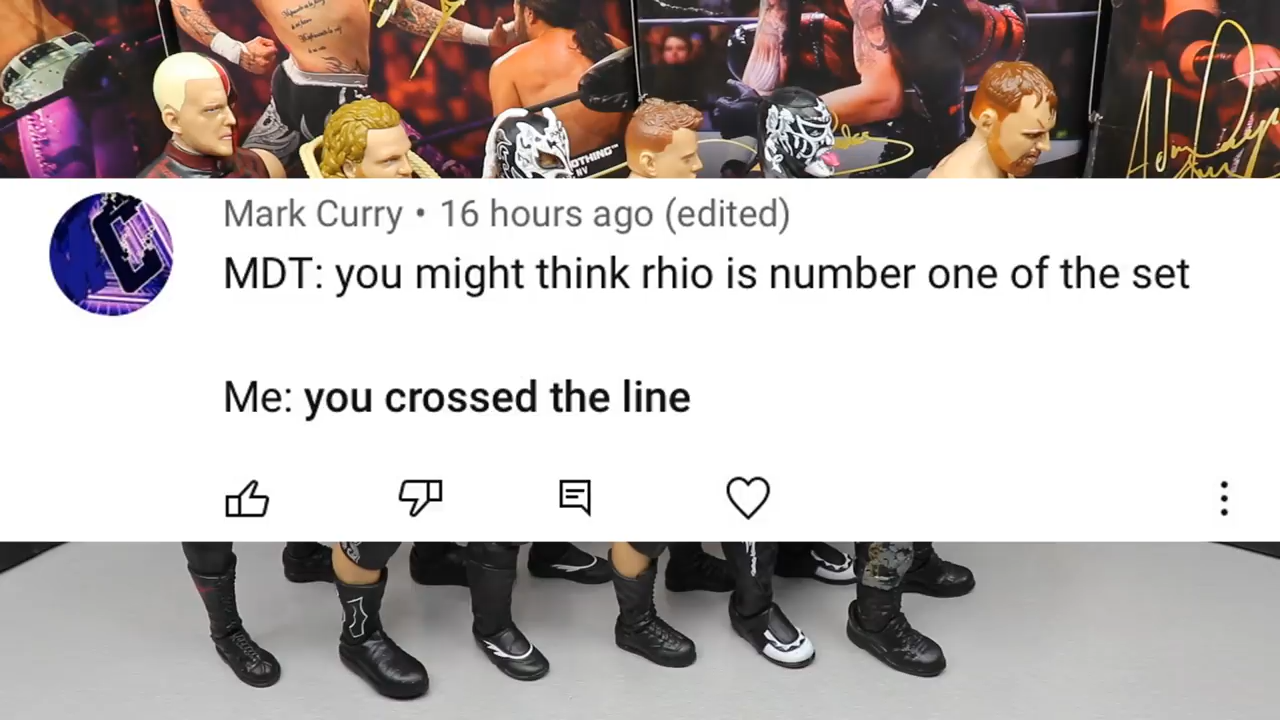 OTHING™
Mark Curry • 16 hours ago (edited)
MDT: you might think rhio is number one of the set
Me: you crossed the line